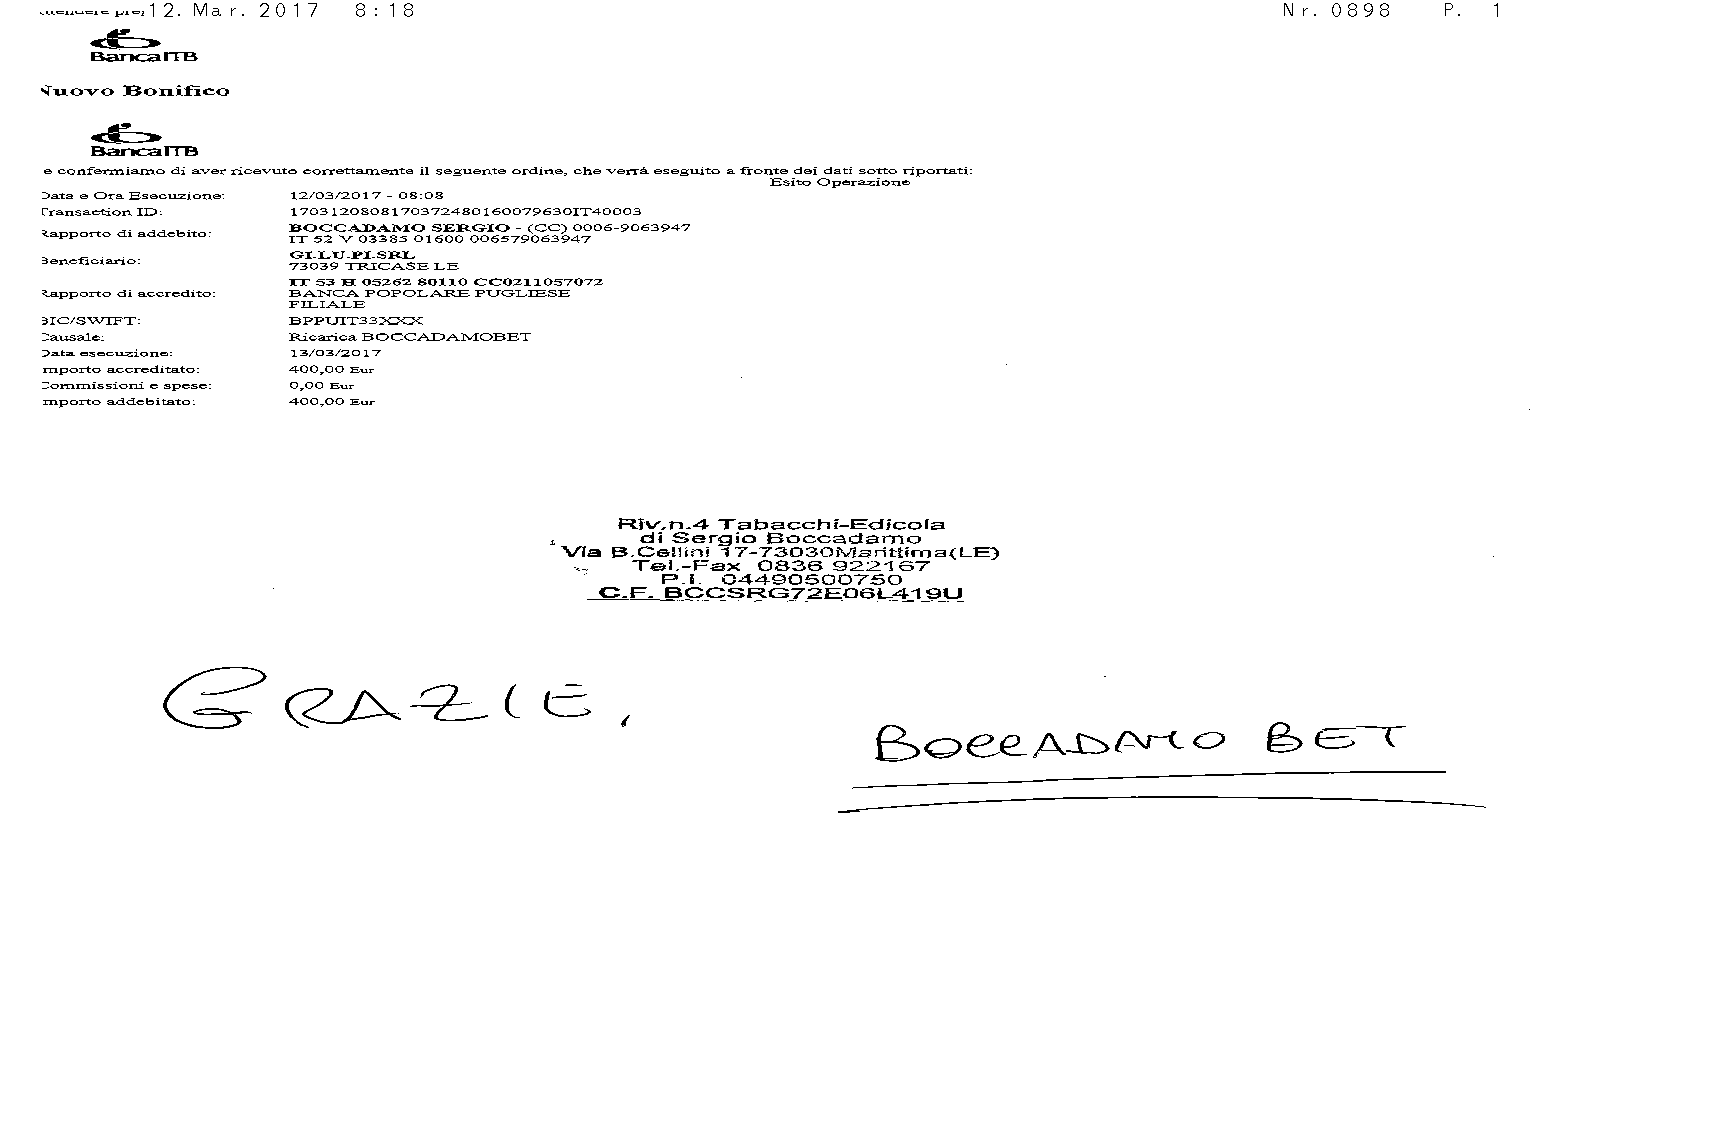 12. Mar. 2017 8:18 Nr. 0898 P. 1
BancaITB
Nuovo Bonifico
BancaITB
e confermiamo di aver ricevuto correttamente il seguente ordine, che verrà eseguito a fronte dei dati sotto riportati:
Esito Operazione
Data e Ora Esecuzione: 12/03/2017 - 08:08
Transaction ID: 1703120808170372480160079630IT40003
Rapporto di addebito: BOCCADAMO SERGIO - (CC) 0006-9063947
IT 52 V 03385 01600 006579063947
Beneficiario: GI.LU.PI.SRL
73039 TRICASE LE
IT 53 H 05262 80110 CC0211057072
Rapporto di accredito: BANCA POPOLARE PUGLIESE
FILIALE
BIC/SWIFT: BPPUIT33XXX
Causale: Ricarica BOCCADAMOBET
Data esecuzione: 13/03/2017
mporto accreditato: 400,00 Eur
Commissioni e spese: 0,00 Eur
mporto addebitato: 400,00 Eur
Riv.n.4 Tabacchi-Edicola
di Sergio Boccadamo
Via B.Cellini 17-73030Marittima(LE)
Tel.-Fax 0836 922167
P.I. 04490500750
C.F. BCCSRG72E06L419U
GRAZIE,
BOCCADAMO BET